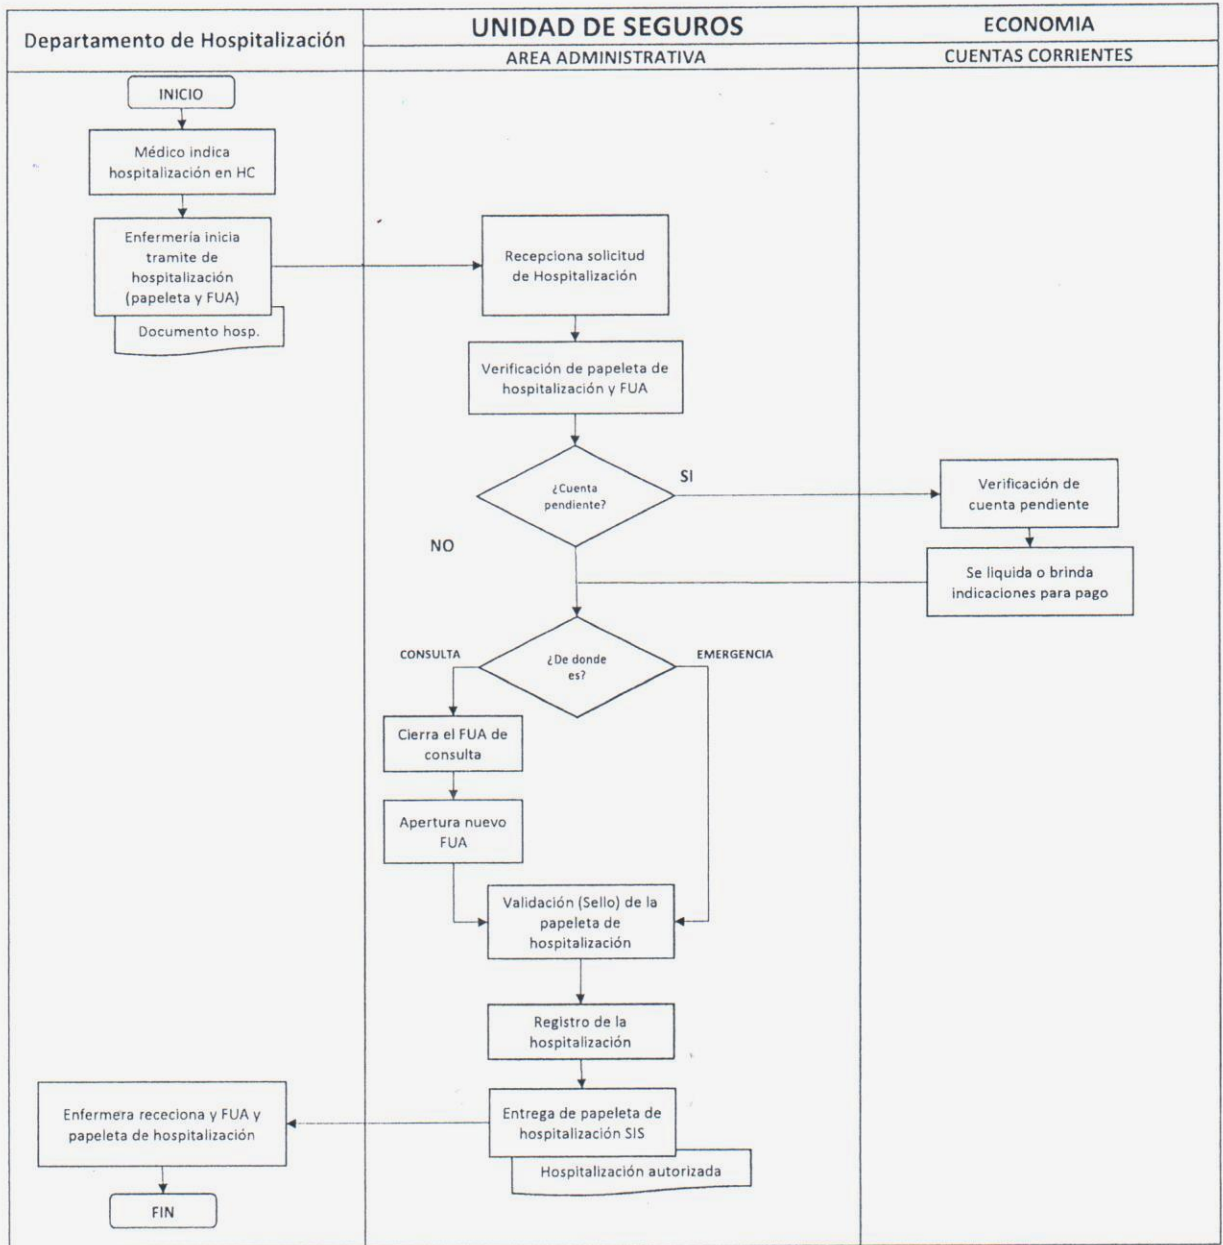 Departamento de Hospitalización
UNIDAD DE SEGUROS
AREA ADMINISTRATIVA
ECONOMIA
CUENTAS CORRIENTES
INICIO
Médico indica
hospitalización en HC
Enfermería inicia
tramite de
hospitalización
(papeleta y FUA)
Documento hosp.
Recepciona solicitud
de Hospitalización
Verificación de papeleta de
hospitalización y FUA
¿Cuenta
pendiente?
SI
NO
Verificación de
cuenta pendiente
Se liquida o brinda
indicaciones para pago
CONSULTA
¿De donde
es?
EMERGENCIA
Cierra el FUA de
consulta
Apertura nuevo
FUA
Validación (Sello) de la
papeleta de
hospitalización
Registro de la
hospitalización
Entrega de papeleta de
hospitalización SIS
Hospitalización autorizada
Enfermera receciona y FUA y
papeleta de hospitalización
FIN